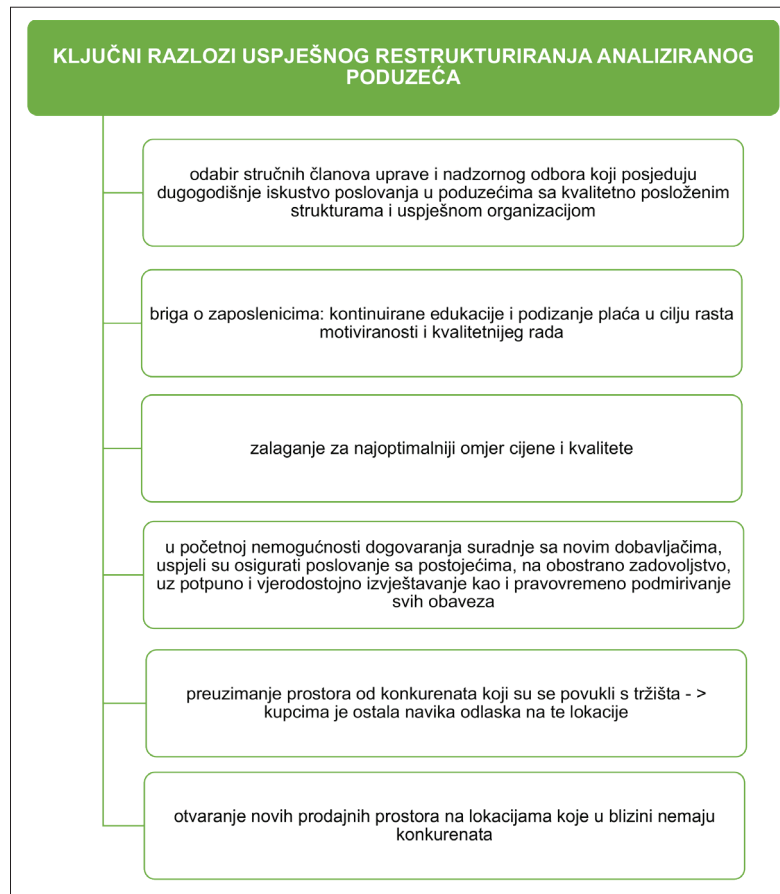 KLJUČNI RAZLOZI USPJEŠNOG RESTRUKTURIRANJA ANALIZIRANOG
PODUZEĆA
odabir stručnih članova uprave i nadzornog odbora koji posjeduju
dugogodišnje iskustvo poslovanja u poduzećima sa kvalitetno posloženim
strukturama i uspješnom organizacijom
briga o zaposlenicima: kontinuirane edukacije i podizanje plaća u cilju rasta
motiviranosti i kvalitetnijeg rada
zalaganje za najoptimalniji omjer cijene i kvalitete
u početnoj nemogućnosti dogovaranja suradnje sa novim dobavljačima,
uspjeli su osigurati poslovanje sa postojećima, na obostrano zadovoljstvo,
uz potpuno i vjerodostojno izvještavanje kao i pravovremeno podmirivanje
svih obaveza
preuzimanje prostora od konkurenata koji su se povukli s tržišta - >
kupcima je ostala navika odlaska na te lokacije
otvaranje novih prodajnih prostora na lokacijama koje u blizini nemaju
konkurenata